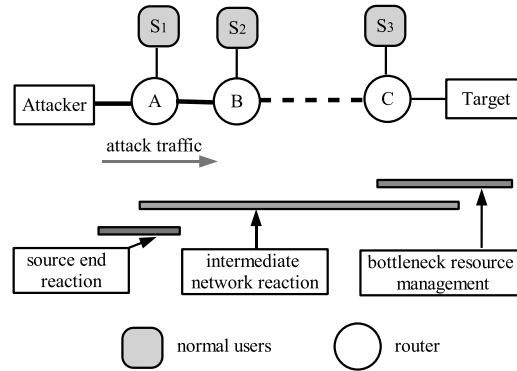 S1
S2
S3
Attacker
A
B
C
Target
attack traffic
source end
reaction
intermediate
network reaction
bottleneck resource
management
normal users
router